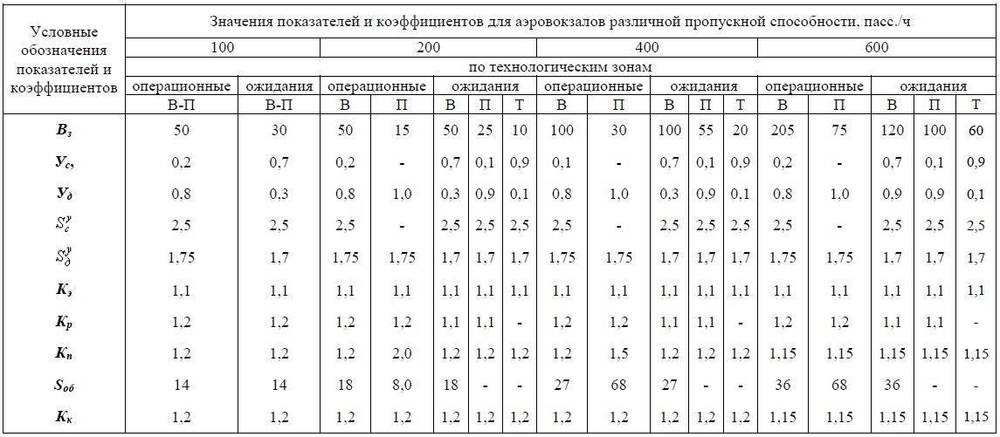 Условные обозначения показателей и коэффициентов
Значения показателей и коэффициентов для аэровокзалов различной пропускной способности, пасс./ч
100 200 400 600
по технологическим зонам
операционные ожидания операционные ожидания операционные ожидания операционные ожидания
В-П В-П В П В П Т В П В П Т В П В П Т
Вз 50 30 50 15 50 25 10 100 30 100 55 20 205 75 120 100 60
Ус, 0,2 0,7 0,2 - 0,7 0,1 0,9 0,1 - 0,7 0,1 0,9 0,2 - 0,7 0,1 0,9
Уд 0,8 0,3 0,8 1,0 0,3 0,9 0,1 0,8 1,0 0,3 0,9 0,1 0,8 1,0 0,9 0,9 0,1
Sсу 2,5 2,5 2,5 - 2,5 2,5 2,5 2,5 - 2,5 2,5 2,5 2,5 - 2,5 2,5 2,5
Sду 1,75 1,7 1,75 1,75 1,7 1,7 1,7 1,75 1,75 1,7 1,7 1,7 1,75 1,75 1,7 1,7 1,7
Кэ 1,1 1,1 1,1 1,1 1,1 1,1 1,1 1,1 1,1 1,1 1,1 1,1 1,1 1,1 1,1 1,1 1,1
Кр 1,2 1,2 1,2 1,2 1,1 1,1 - 1,2 1,2 1,1 1,1 - 1,2 1,2 1,1 1,1 -
Кп 1,2 1,2 1,2 2,0 1,2 1,2 1,2 1,2 1,5 1,2 1,2 1,2 1,15 1,15 1,15 1,15 1,15
Sоб 14 14 18 8,0 18 - - 27 68 27 - - 36 68 36 - -
Кк 1,2 1,2 1,2 1,2 1,2 1,2 1,2 1,2 1,2 1,2 1,2 1,2 1,15 1,15 1,15 1,15 1,15